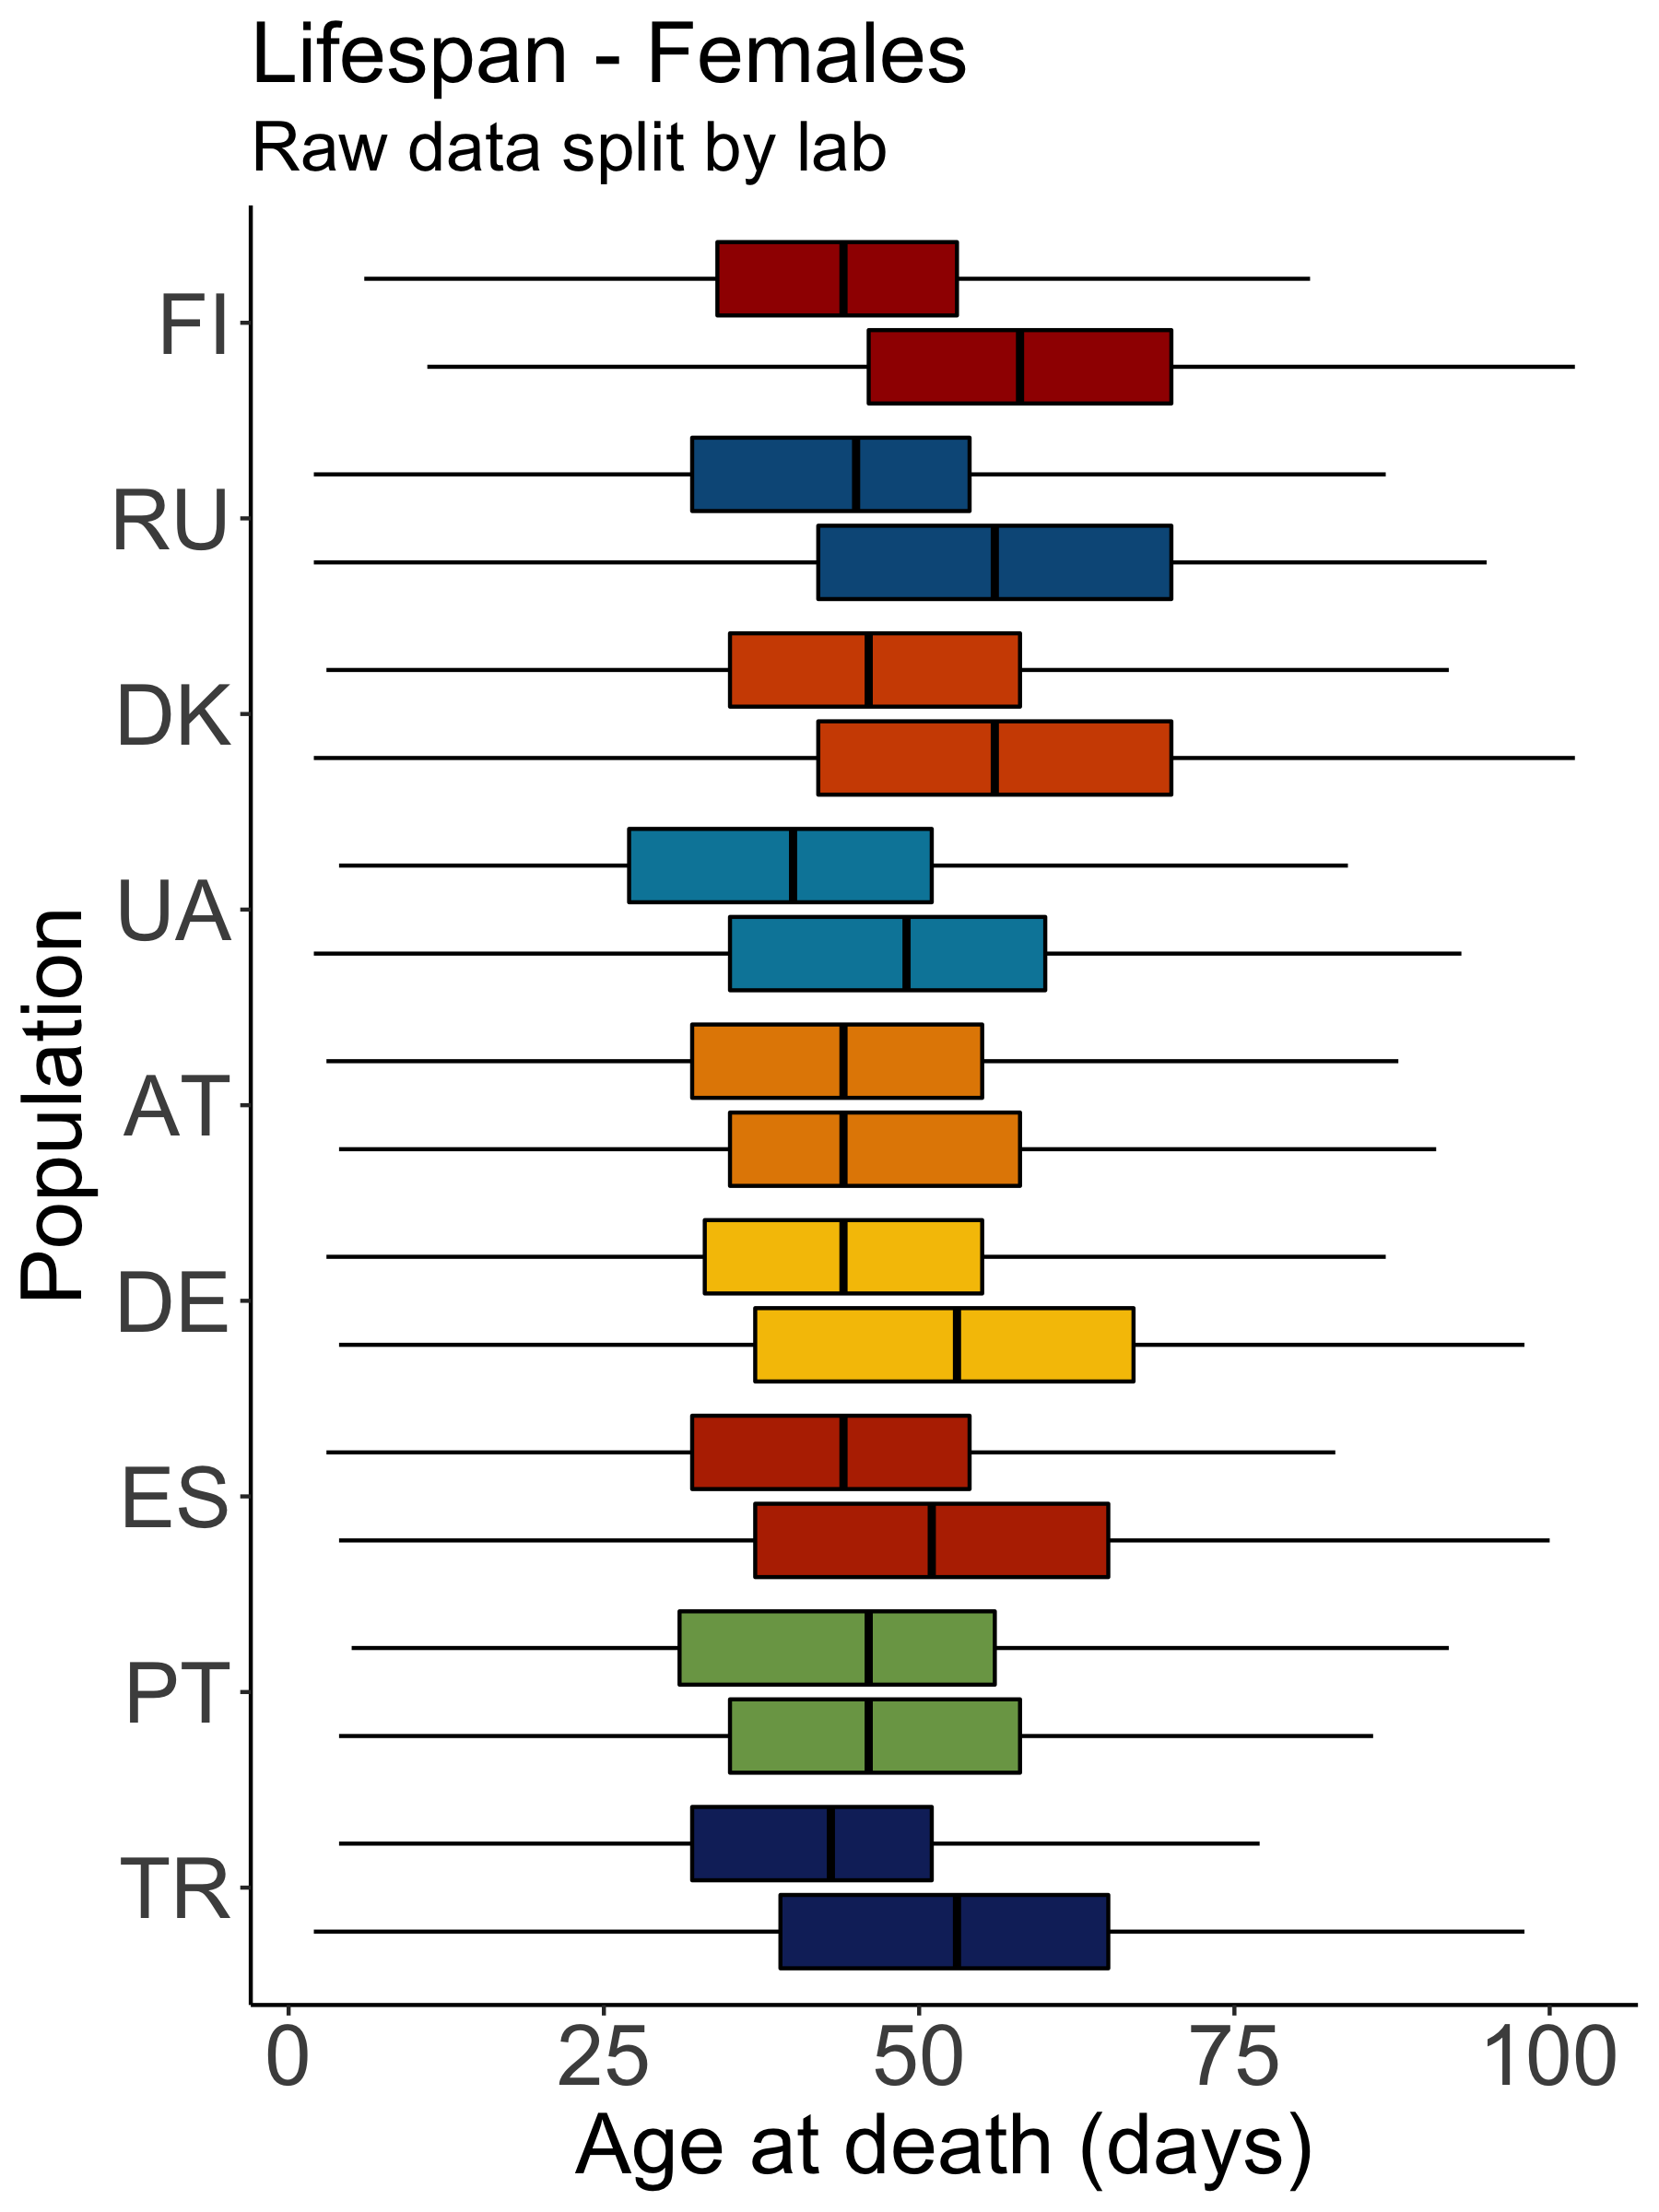 Lifespan - Females
Raw data split by lab
Population
FI
RU
DK
UA
AT
DE
ES
PT
TR
0 25 50 75 100
Age at death (days)